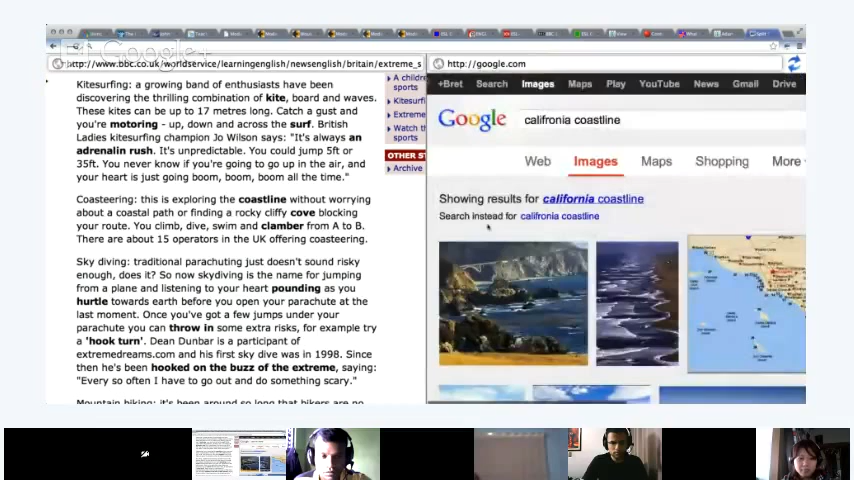 Google+
http://www.bbc.co.uk/worldservice/learningenglish/newsenglish/britain/extreme_s
Kitesurfing: a growing band of enthusiasts have been
discovering the thrilling combination of kite, board and waves.
These kites can be up to 17 metres long. Catch a gust and
you're motoring - up, down and across the surf. British
Ladies kitesurfing champion Jo Wilson says: "It's always an
adrenalin rush. It's unpredictable. You could jump 5ft or
35ft. You never know if you're going to go up in the air, and
your heart is just going boom, boom, boom all the time."
Coasteering: this is exploring the coastline without worrying
about a coastal path or finding a rocky cliffy cove blocking
your route. You climb, dive, swim and clamber from A to B.
There are about 15 operators in the UK offering coasteering.
Sky diving: traditional parachuting just doesn't sound risky
enough, does it? So now skydiving is the name for jumping
from a plane and listening to your heart pounding as you
hurtle towards earth before you open your parachute at the
last moment. Once you've got a few jumps under your
parachute you can throw in some extra risks, for example try
a 'hook turn'. Dean Dunbar is a participant of
extremedreams.com and his first sky dive was in 1998. Since
then he's been hooked on the buzz of the extreme, saying:
"Every so often I have to go out and do something scary."
Mountain biking: it's been around so long that bikers are no
A childr
sports
Kitesurfi
Extreme
Watch th
sports
OTHER ST
Archive
http://google.com
+Bret Search Images Maps Play YouTube News Gmail Drive
Google
califronia coastline
Web Images Maps Shopping More
Showing results for california coastline
Search instead for califronia coastline